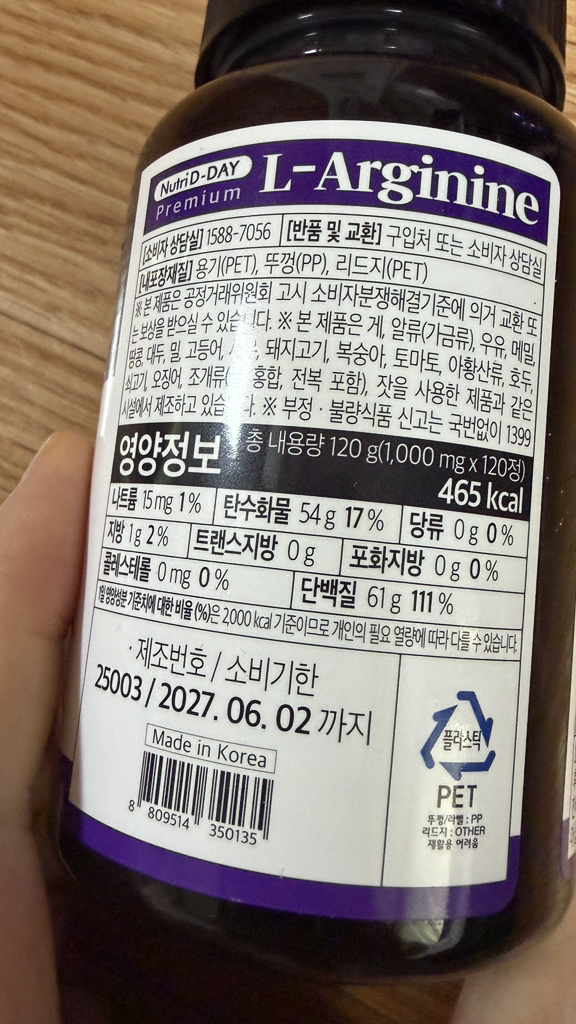 NutriD-DAY
Premium
L-Arginine
[소비자 상담실] 1588-7056 [반품 및 교환] 구입처 또는 소비자 상담실
[내포장재질] 용기(PET), 뚜껑(PP), 리드지(PET)
※ 본 제품은 공정거래위원회 고시 소비자분쟁해결기준에 의거 교환 또
는 보상을 받으실 수 있습니다. ※ 본 제품은 게, 알류(가금류), 우유, 메밀,
땅콩, 대두, 밀, 고등어, 돼지고기, 복숭아, 토마토, 아황산류, 호두,
쇠고기, 오징어, 조개류( 홍합, 전복 포함), 잣을 사용한 제품과 같은
시설에서 제조하고 있습니다. ※ 부정·불량식품 신고는 국번없이 1399
영양정보 총 내용량 120 g(1,000 mg x 120정)
465 kcal
나트륨 15 mg 1% 탄수화물 54 g 17% 당류 0 g 0%
지방 1 g 2% 트랜스지방 0 g 포화지방 0 g 0%
콜레스테롤 0 mg 0% 단백질 61 g 111%
1일 영양성분 기준치에 대한 비율 (%)은 2,000 kcal 기준이므로 개인의 필요 열량에 따라 다를 수 있습니다.
· 제조번호 / 소비기한
25003 / 2027. 06. 02 까지
Made in Korea
8 809514 350135
플라스틱
PET
뚜껑/라벨 : PP
리드지 : OTHER
재활용 어려움